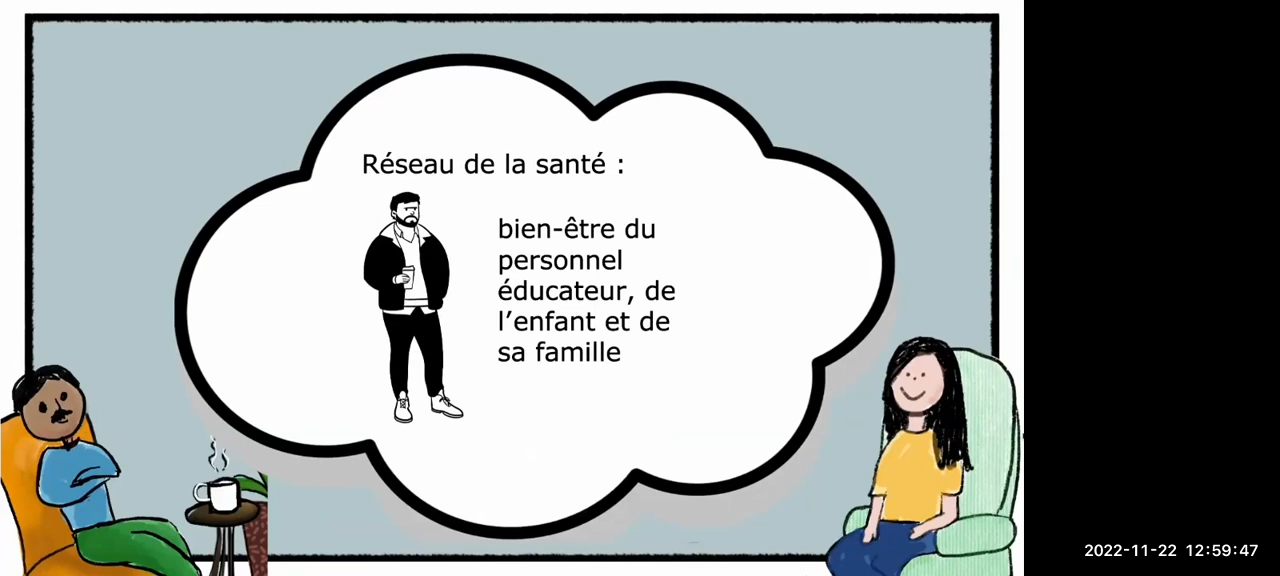 Réseau de la santé :
bien-être du
personnel
éducateur, de
l’enfant et de
sa famille
2022-11-22 12:59:47